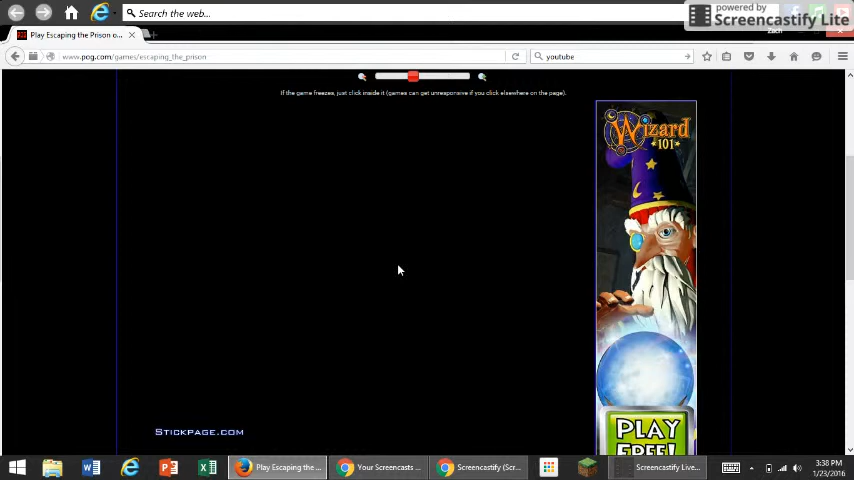 powered by
Screencastify Lite
Search the web...
Zach
Play Escaping the Prison o...
www.pog.com/games/escaping_the_prison
youtube
If the game freezes, just click inside it (games can get unresponsive if you click elsewhere on the page).
Wizard
101
STICKPAGE.COM
PLAY
FREE!
Play Escaping the ...
Your Screencasts ...
Screencastify (Scr...
Screencastify Live...
3:38 PM
1/23/2016